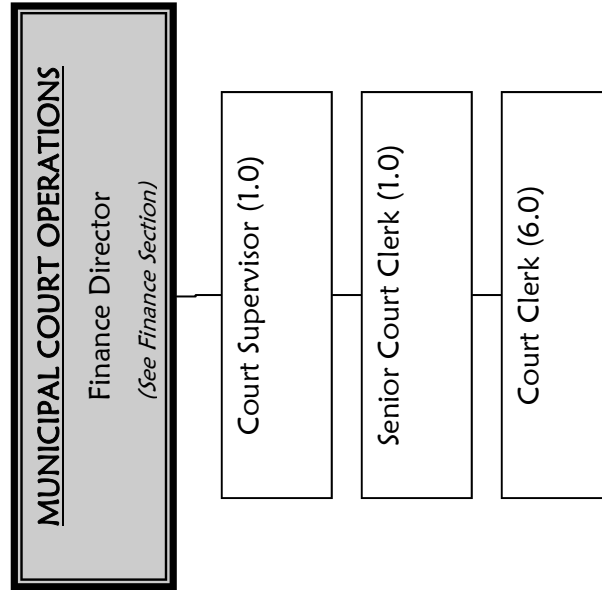 MUNICIPAL COURT OPERATIONS
Finance Director
(See Finance Section)
Court Supervisor (1.0)
Senior Court Clerk (1.0)
Court Clerk (6.0)